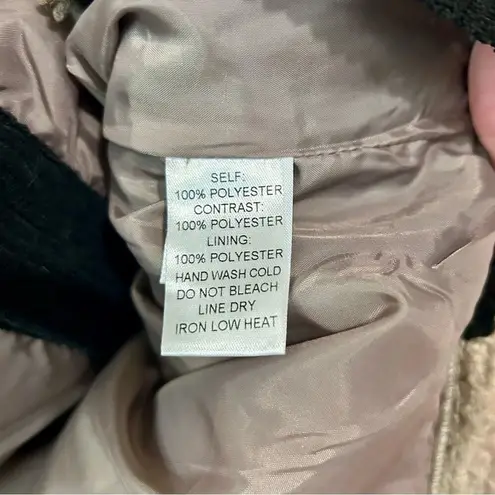 SELF:
100% POLYESTER
CONTRAST:
100% POLYESTER
LINING:
100% POLYESTER
HAND WASH COLD
DO NOT BLEACH
LINE DRY
IRON LOW HEAT